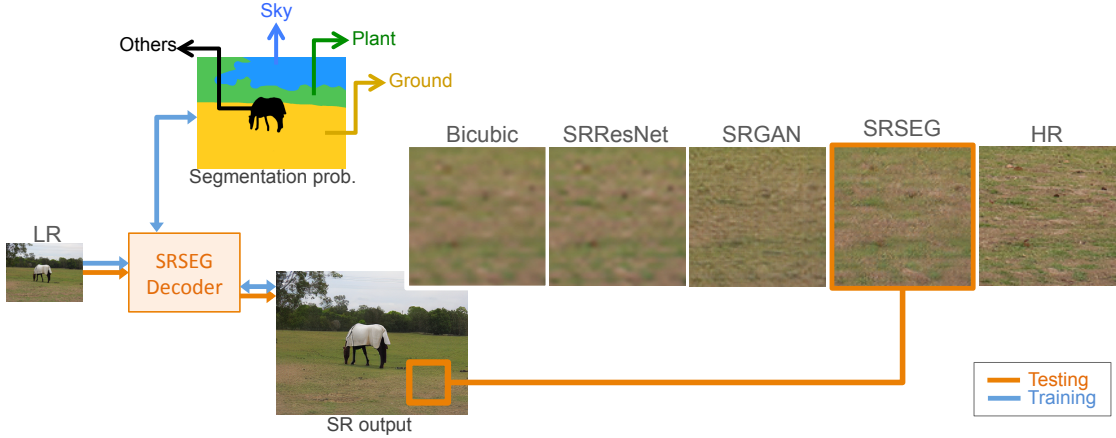 Sky
Others
Plant
Ground
Segmentation prob.
Bicubic
SRResNet
SRGAN
SRSEG
HR
LR
SRSEG
Decoder
SR output
Testing
Training